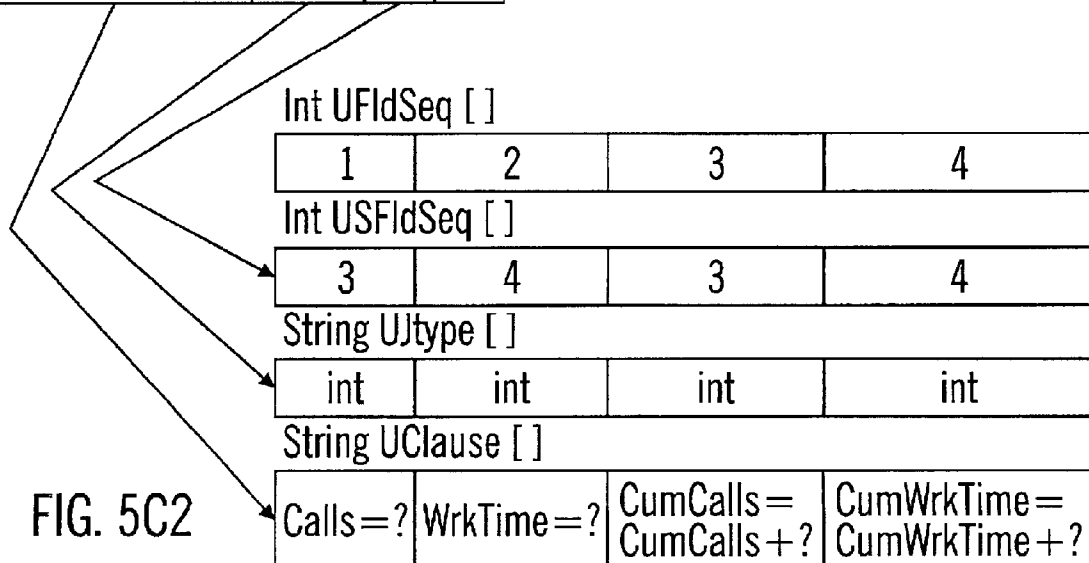 Int UFldSeq [ ]
1 2 3 4
Int USFldSeq [ ]
3 4 3 4
String UJtype [ ]
int int int int
String UClause [ ]
Calls=? WrkTime=? CumCalls= CumCalls+? CumWrkTime= CumWrkTime+?
FIG. 5C2